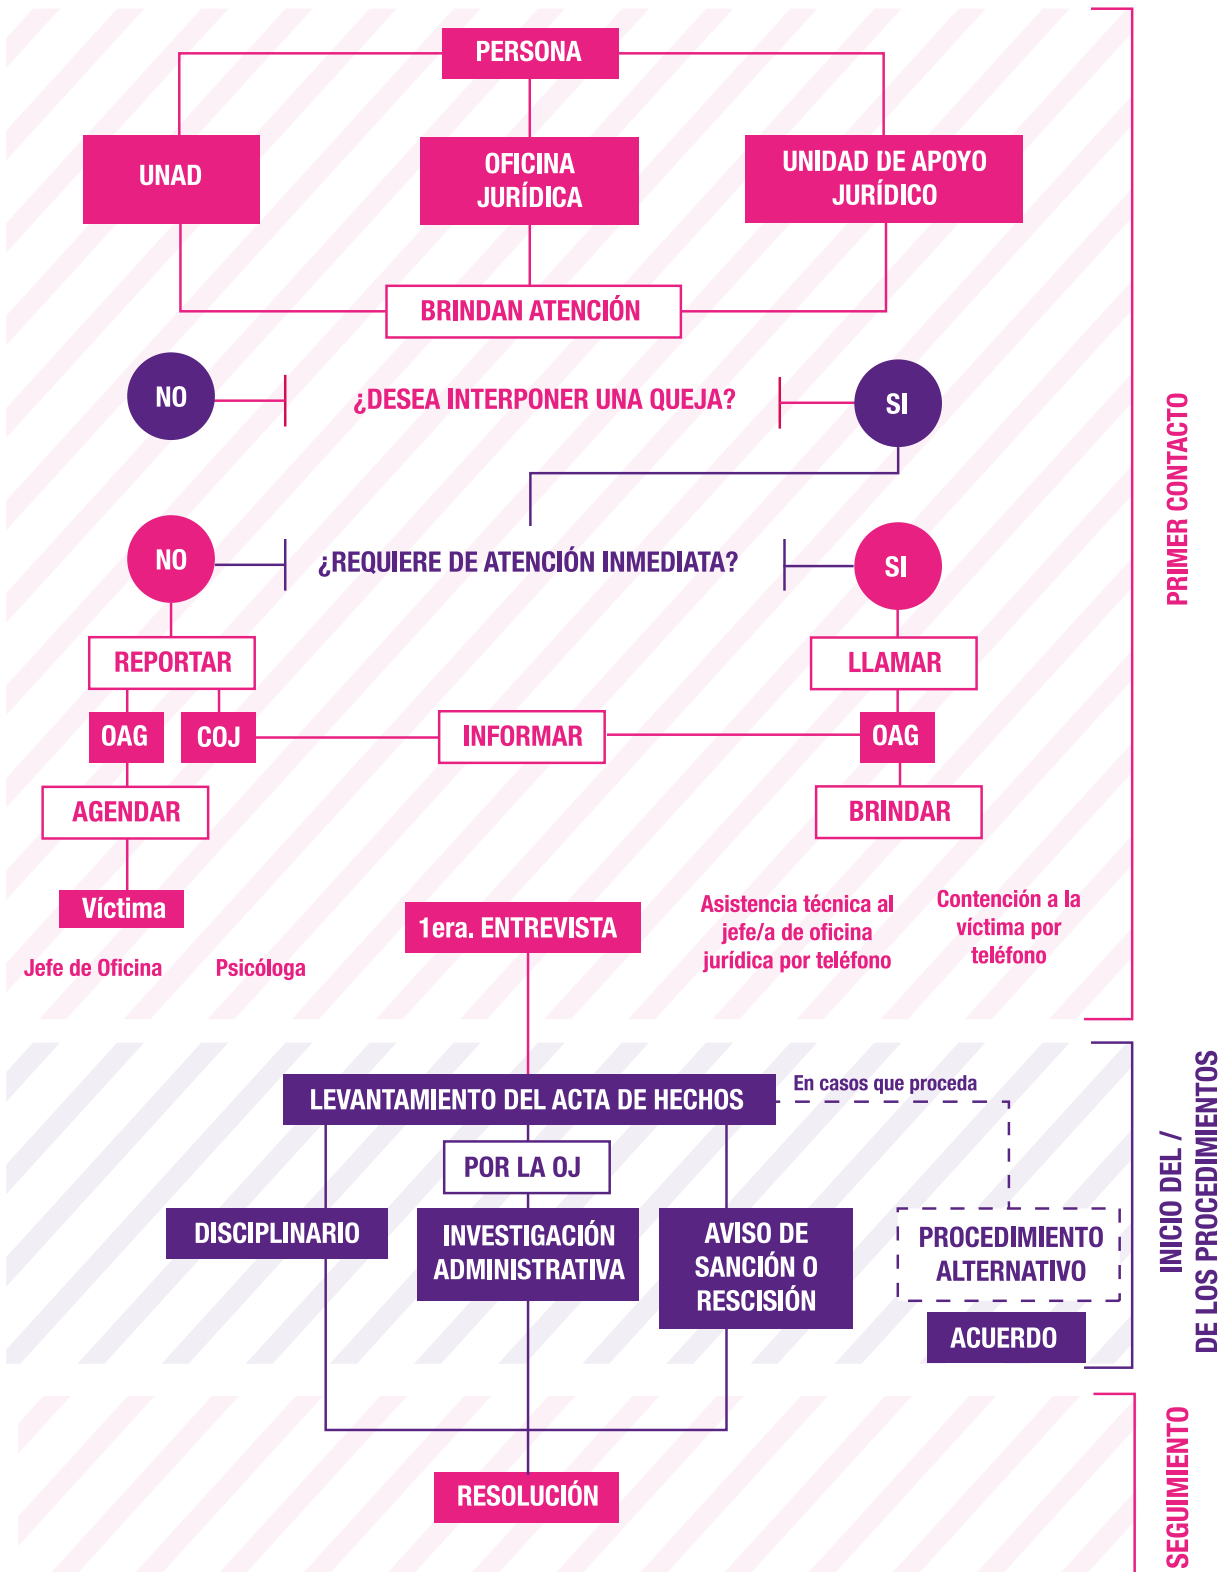 PERSONA
UNAD
OFICINA
JURÍDICA
UNIDAD DE APOYO
JURÍDICO
BRINDAN ATENCIÓN
NO
¿DESEA INTERPONER UNA QUEJA?
SI
NO
¿REQUIERE DE ATENCIÓN INMEDIATA?
SI
REPORTAR
LLAMAR
OAG
COJ
INFORMAR
OAG
AGENDAR
BRINDAR
Víctima
Jefe de Oficina
Psicóloga
1era. ENTREVISTA
Asistencia técnica al
jefe/a de oficina
jurídica por teléfono
Contención a la
víctima por
teléfono
PRIMER CONTACTO
LEVANTAMIENTO DEL ACTA DE HECHOS
En casos que proceda
POR LA OJ
DISCIPLINARIO
INVESTIGACIÓN
ADMINISTRATIVA
AVISO DE
SANCIÓN O
RESCISIÓN
PROCEDIMIENTO
ALTERNATIVO
ACUERDO
INICIO DEL /
DE LOS PROCEDIMIENTOS
RESOLUCIÓN
SEGUIMIENTO